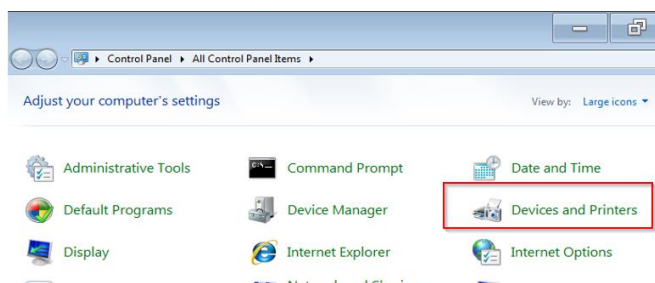 Control Panel ▸ All Control Panel Items ▸
Adjust your computer's settings View by: Large icons
Administrative Tools Command Prompt Date and Time
Default Programs Device Manager Devices and Printers
Display Internet Explorer Internet Options